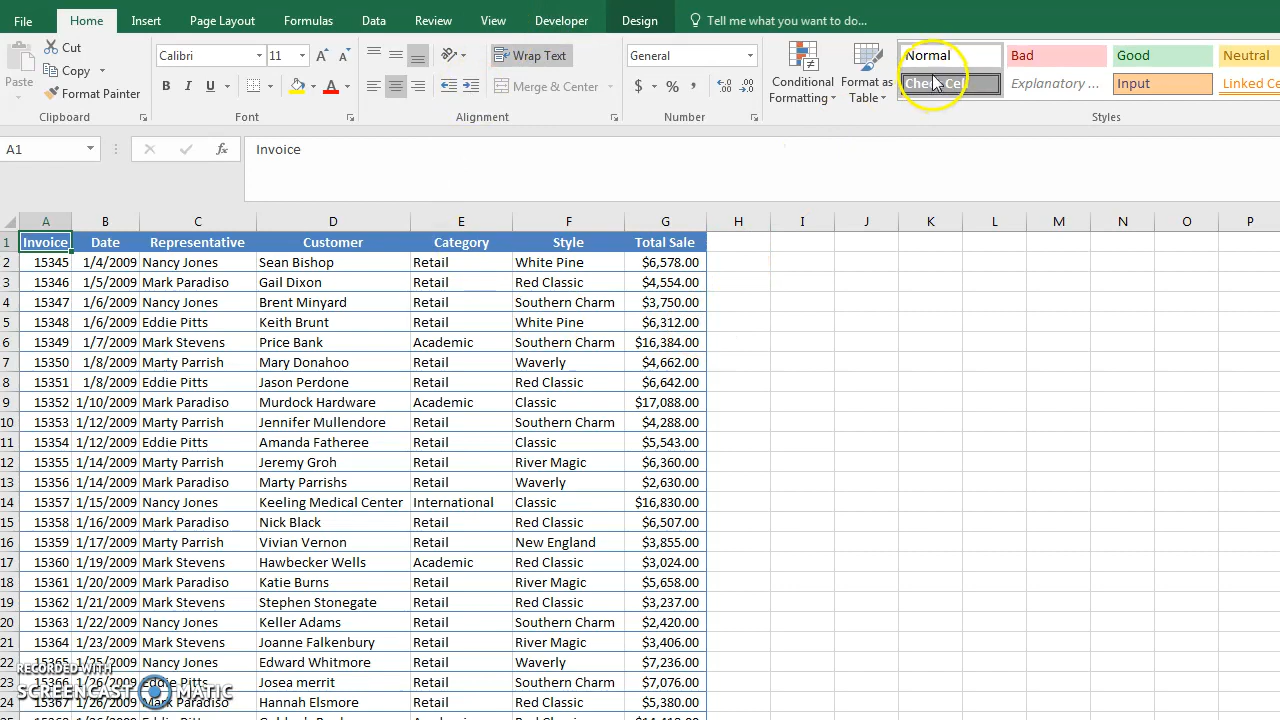 File Home Insert Page Layout Formulas Data Review View Developer Design Tell me what you want to do...
Paste
Cut
Copy
Format Painter
Clipboard
Calibri 11
B I U A
Font
Wrap Text
Merge & Center
Alignment
General
$ % ,
Number
Conditional Formatting
Format as Table
Normal Bad Good Neutral
Check Cell Explanatory ... Input Linked Ce
Styles
A1 fx Invoice
A B C D E F G H I J K L M N O P
1 Invoice Date Representative Customer Category Style Total Sale
2 15345 1/4/2009 Nancy Jones Sean Bishop Retail White Pine $6,578.00
3 15346 1/5/2009 Mark Paradiso Gail Dixon Retail Red Classic $4,554.00
4 15347 1/6/2009 Nancy Jones Brent Minyard Retail Southern Charm $3,750.00
5 15348 1/6/2009 Eddie Pitts Keith Brunt Retail White Pine $6,312.00
6 15349 1/7/2009 Mark Stevens Price Bank Academic Southern Charm $16,384.00
7 15350 1/8/2009 Marty Parrish Mary Donahoo Retail Waverly $4,662.00
8 15351 1/8/2009 Eddie Pitts Jason Perdone Retail Red Classic $6,642.00
9 15352 1/10/2009 Mark Paradiso Murdock Hardware Academic Classic $17,088.00
10 15353 1/12/2009 Marty Parrish Jennifer Mullendore Retail Southern Charm $4,288.00
11 15354 1/12/2009 Eddie Pitts Amanda Fatheree Retail Classic $5,543.00
12 15355 1/14/2009 Marty Parrish Jeremy Groh Retail River Magic $6,360.00
13 15356 1/14/2009 Mark Paradiso Marty Parrishs Retail Waverly $2,630.00
14 15357 1/15/2009 Nancy Jones Keeling Medical Center International Classic $16,830.00
15 15358 1/16/2009 Mark Paradiso Nick Black Retail Red Classic $6,507.00
16 15359 1/17/2009 Marty Parrish Vivian Vernon Retail New England $3,855.00
17 15360 1/19/2009 Mark Stevens Hawbecker Wells Academic Red Classic $3,024.00
18 15361 1/20/2009 Mark Paradiso Katie Burns Retail River Magic $5,658.00
19 15362 1/21/2009 Mark Stevens Stephen Stonegate Retail Red Classic $3,237.00
20 15363 1/22/2009 Nancy Jones Keller Adams Retail Southern Charm $2,420.00
21 15364 1/23/2009 Mark Stevens Joanne Falkenbury Retail River Magic $3,406.00
22 15365 1/25/2009 Nancy Jones Edward Whitmore Retail Waverly $7,236.00
23 15366 1/26/2009 Eddie Pitts Josea merrit Retail Southern Charm $7,076.00
24 15367 1/26/2009 Mark Paradiso Hannah Elsmore Retail Red Classic $5,380.00
RECORDED WITH
SCREENCAST MATIC